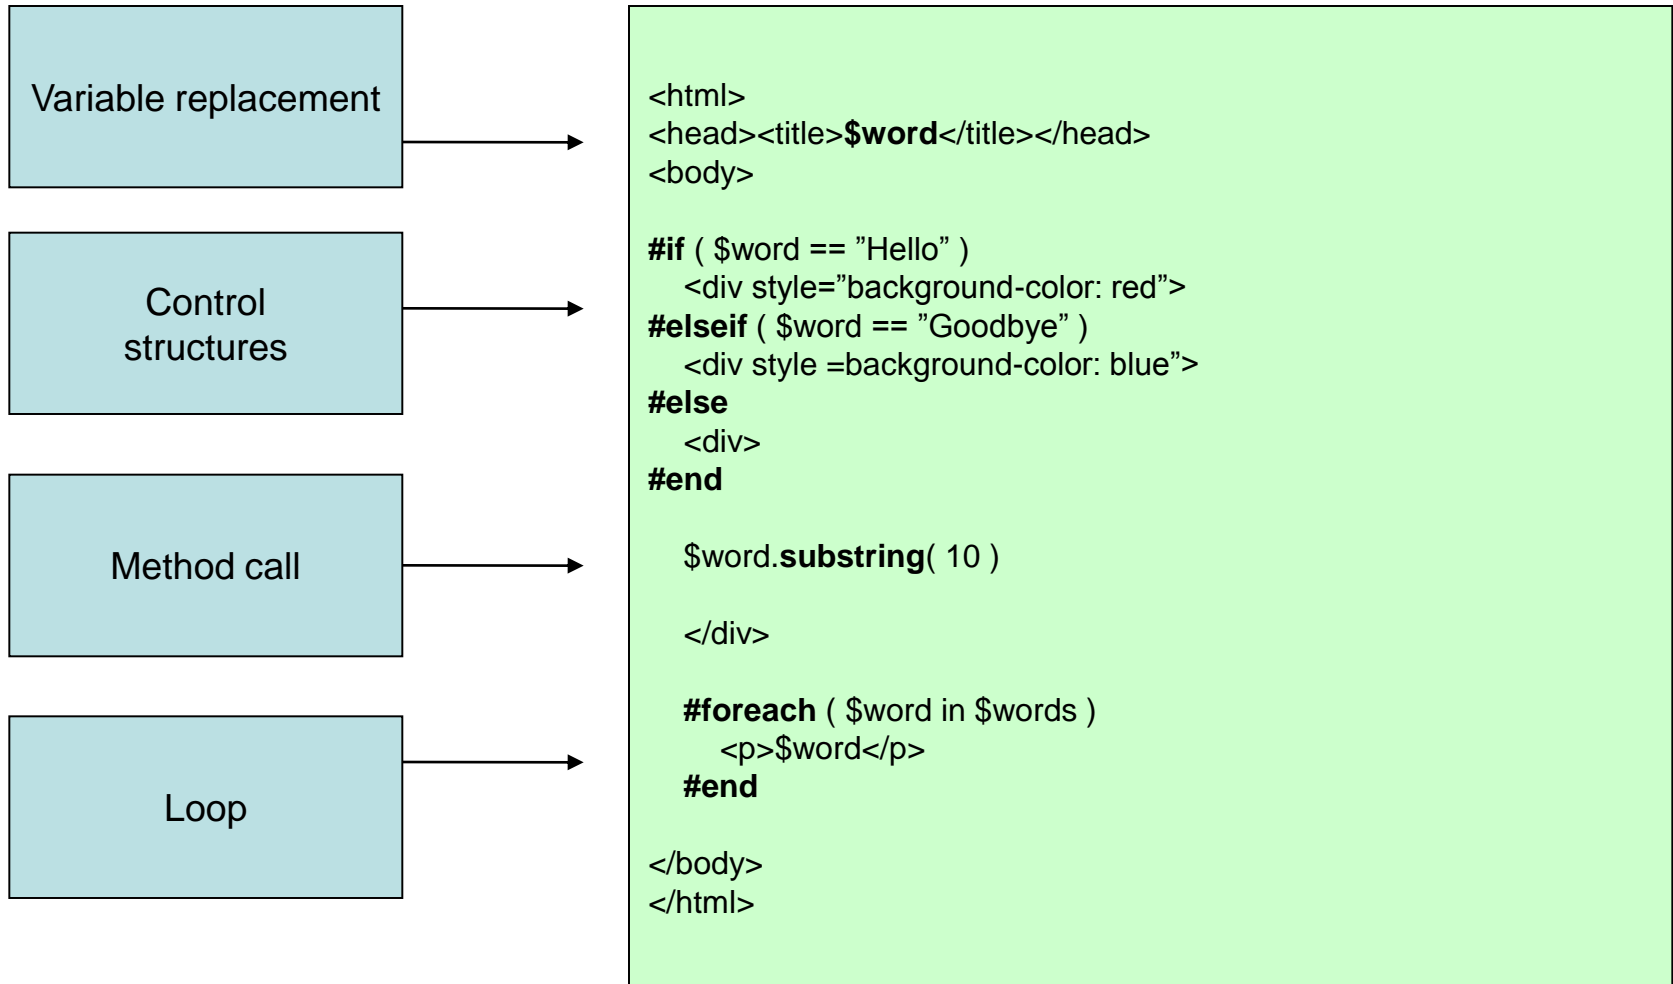 Variable replacement
Control
structures
Method call
Loop
<html>
<head><title>$word</title></head>
<body>
#if ( $word == ”Hello” )
<div style=”background-color: red”>
#elseif ( $word == ”Goodbye” )
<div style =background-color: blue”>
#else
<div>
#end
$word.substring( 10 )
</div>
#foreach ( $word in $words )
<p>$word</p>
#end
</body>
</html>